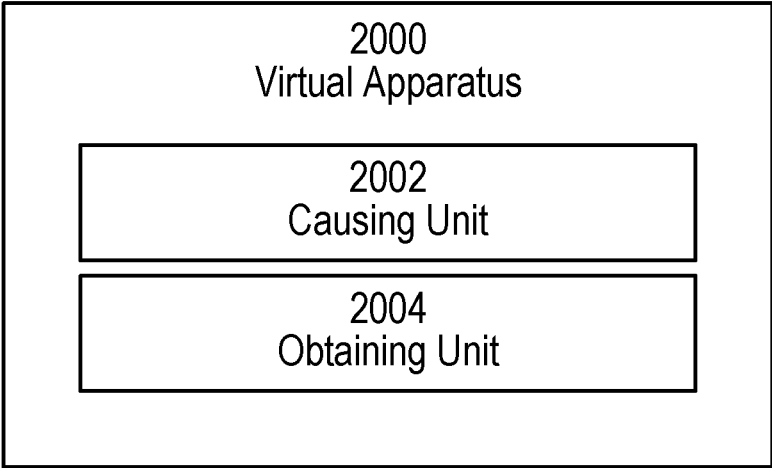 2000
Virtual Apparatus
2002
Causing Unit
2004
Obtaining Unit